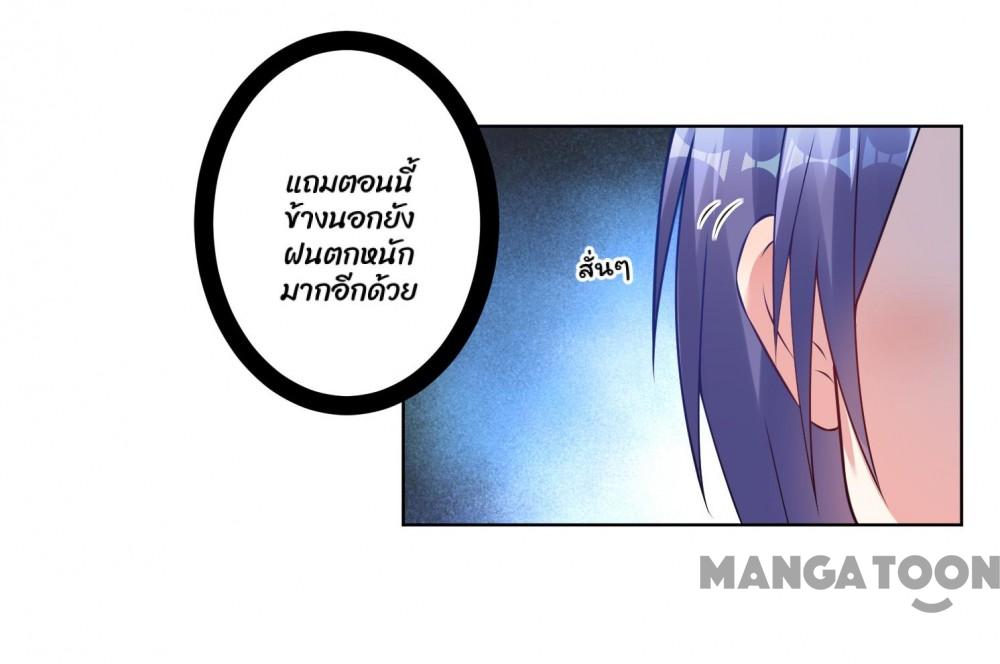 แถมตอนนี้
ข้างนอกยัง
ฝนตกหนัก
มากอีกด้วย
สั่นๆ
MANGATOON